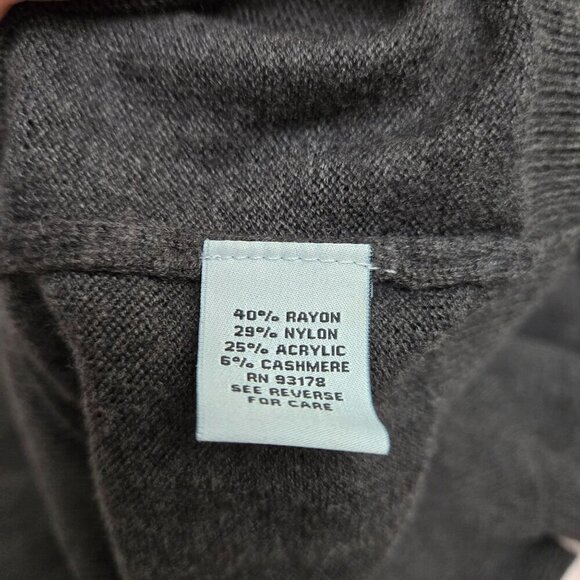 40% RAYON
29% NYLON
25% ACRYLIC
6% CASHMERE
RN 93178
SEE REVERSE
FOR CARE